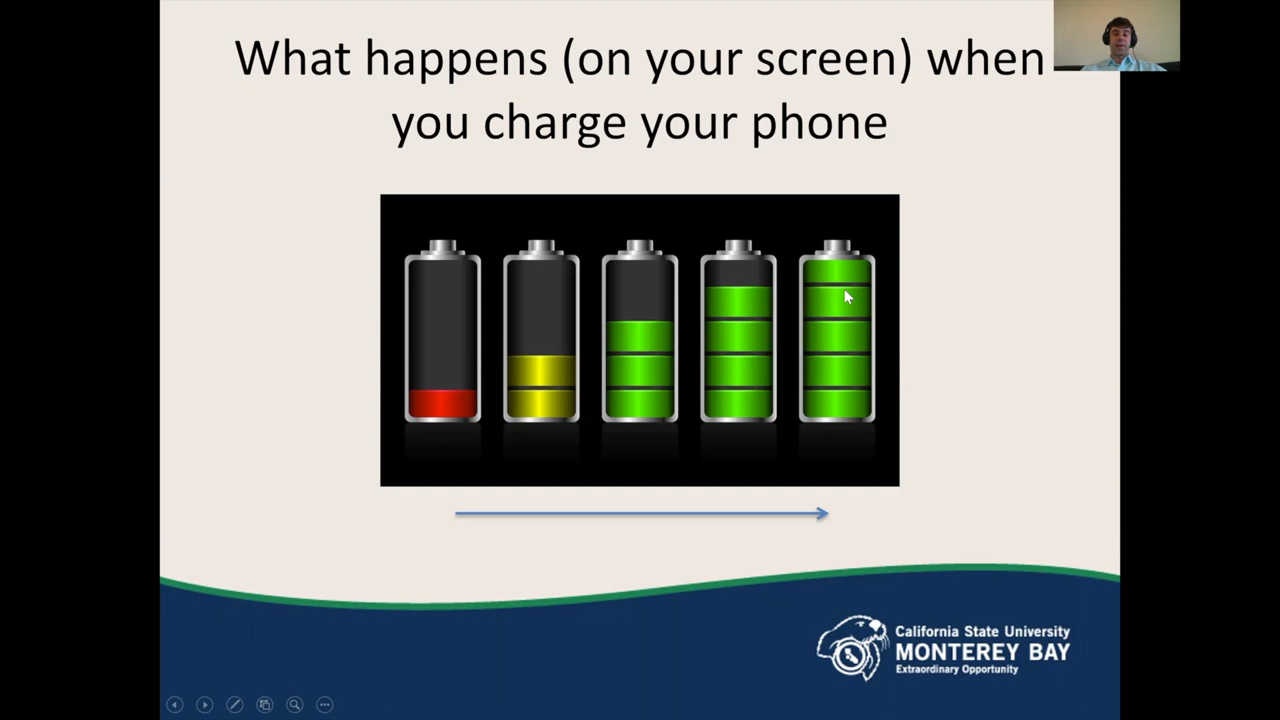 What happens (on your screen) when
you charge your phone
California State University
MONTEREY BAY
Extraordinary Opportunity